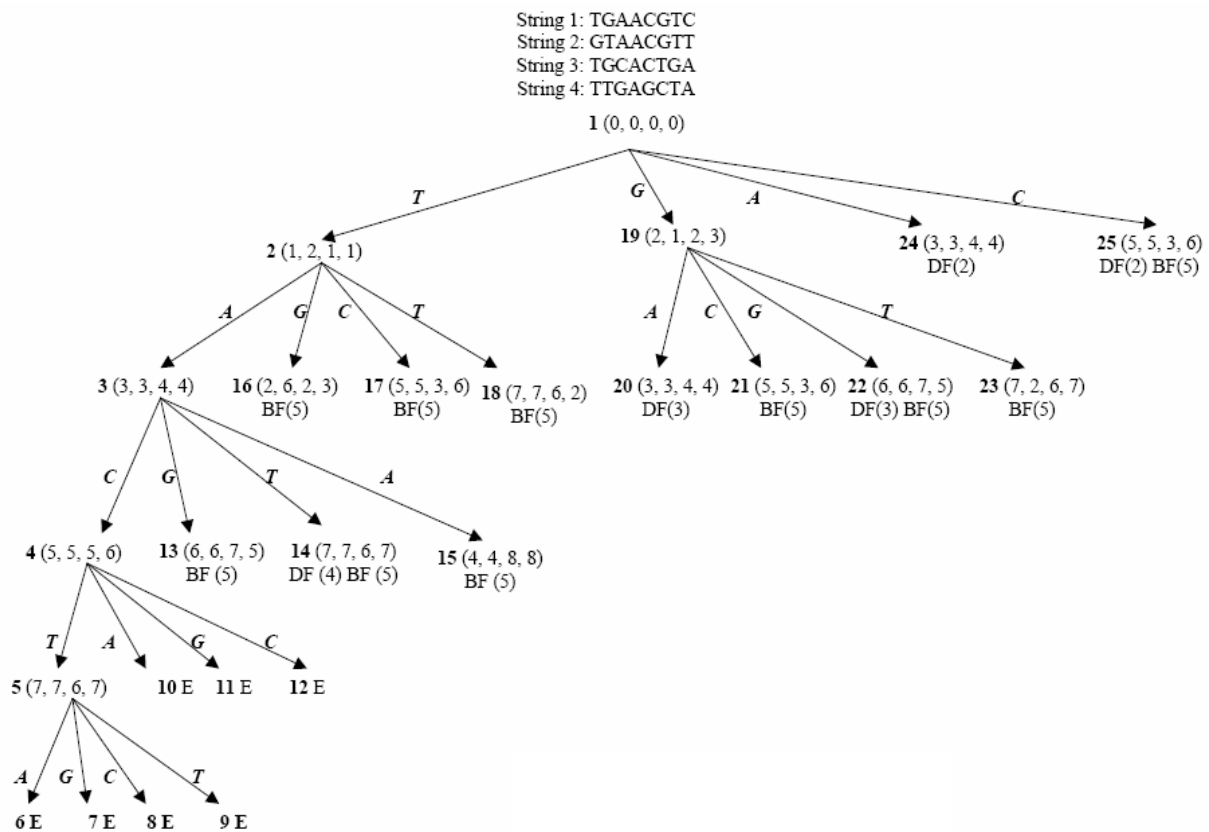 String 1: TGAACGTC
String 2: GTAACGTT
String 3: TGCACTGA
String 4: TTGAGCTA
1 (0, 0, 0, 0)
T G A C
2 (1, 2, 1, 1) 19 (2, 1, 2, 3) 24 (3, 3, 4, 4) 25 (5, 5, 3, 6)
DF(2) DF(2) BF(5)
A G C T A C G T
3 (3, 3, 4, 4) 16 (2, 6, 2, 3) 17 (5, 5, 3, 6) 18 (7, 7, 6, 2) 20 (3, 3, 4, 4) 21 (5, 5, 3, 6) 22 (6, 6, 7, 5) 23 (7, 2, 6, 7)
BF(5) BF(5) BF(5) DF(3) BF(5) DF(3) BF(5) BF(5)
C G T A
4 (5, 5, 5, 6) 13 (6, 6, 7, 5) 14 (7, 7, 6, 7) 15 (4, 4, 8, 8)
BF (5) DF (4) BF (5) BF (5)
T A G C
5 (7, 7, 6, 7) 10 E 11 E 12 E
A G C T
6 E 7 E 8 E 9 E